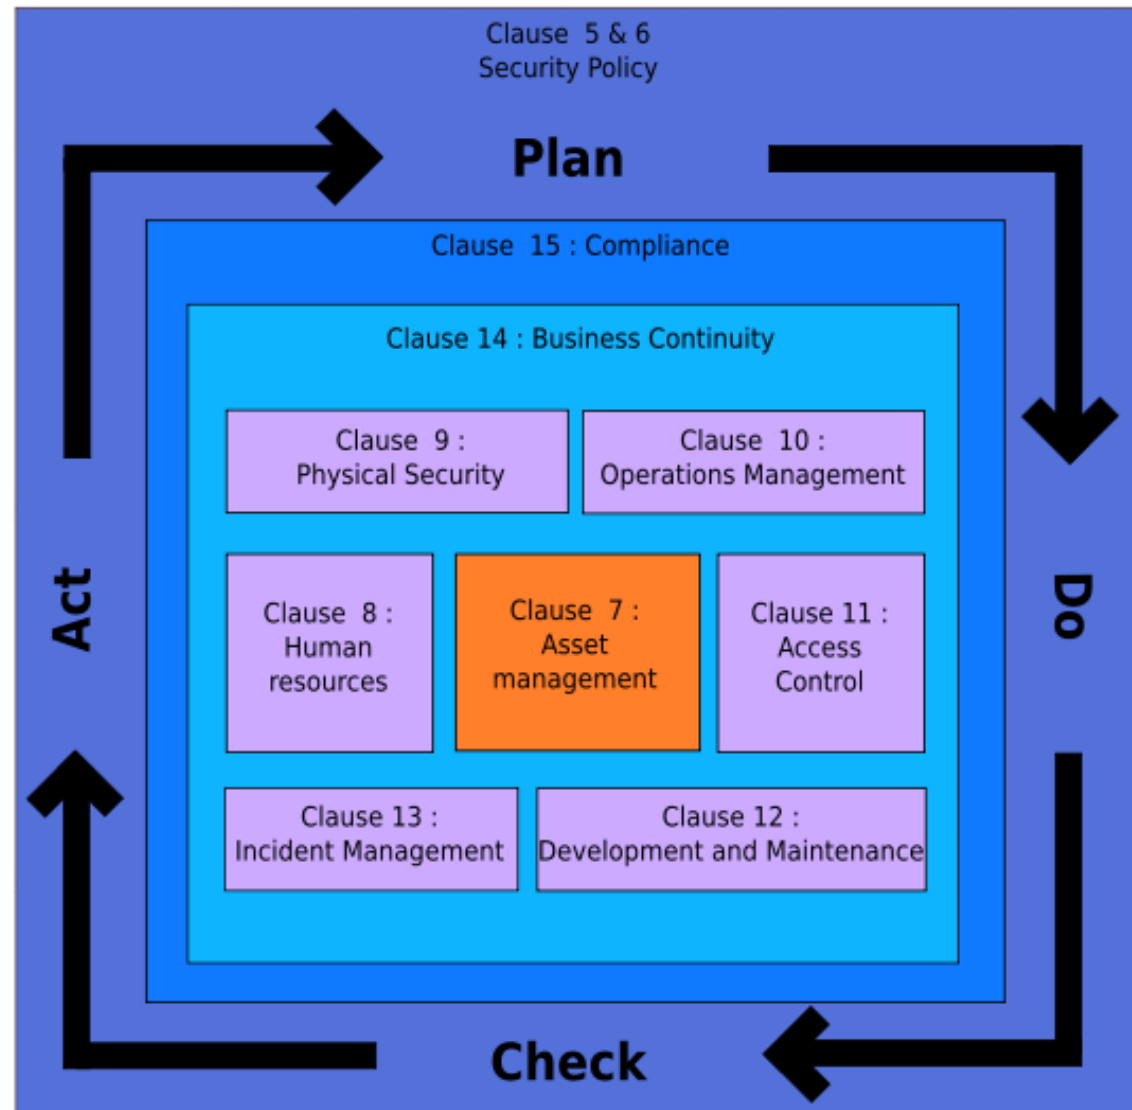 Clause  5 & 6
Security Policy
Plan
Clause  15 : Compliance
Clause 14 : Business Continuity
Clause  9 :
Physical Security
Clause  10 :
Operations Management
Act
Clause  8 :
Human
resources
Clause  7 :
Asset
management
Clause 11 :
Access
Control
Do
Clause 13 :
Incident Management
Clause 12 :
Development and Maintenance
Check